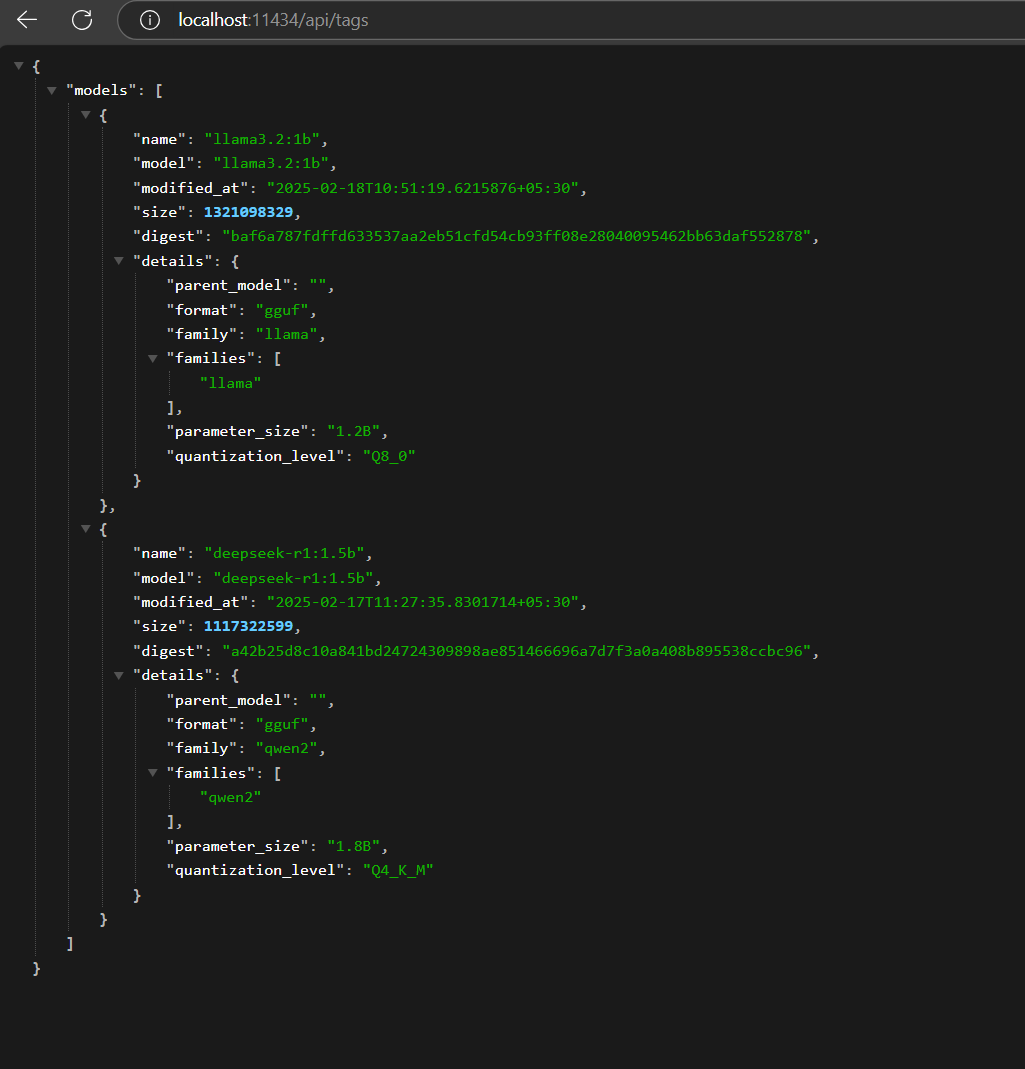 localhost:11434/api/tags
{
"models": [
{
"name": "llama3.2:1b",
"model": "llama3.2:1b",
"modified_at": "2025-02-18T10:51:19.6215876+05:30",
"size": 1321098329,
"digest": "baf6a787fdffd633537aa2eb51cfd54cb93ff08e28040095462bb63daf552878",
"details": {
"parent_model": "",
"format": "gguf",
"family": "llama",
"families": [
"llama"
],
"parameter_size": "1.2B",
"quantization_level": "Q8_0"
}
},
{
"name": "deepseek-r1:1.5b",
"model": "deepseek-r1:1.5b",
"modified_at": "2025-02-17T11:27:35.8301714+05:30",
"size": 1117322599,
"digest": "a42b25d8c10a841bd24724309898ae851466696a7d7f3a0a408b895538ccbc96",
"details": {
"parent_model": "",
"format": "gguf",
"family": "qwen2",
"families": [
"qwen2"
],
"parameter_size": "1.8B",
"quantization_level": "Q4_K_M"
}
}
]
}